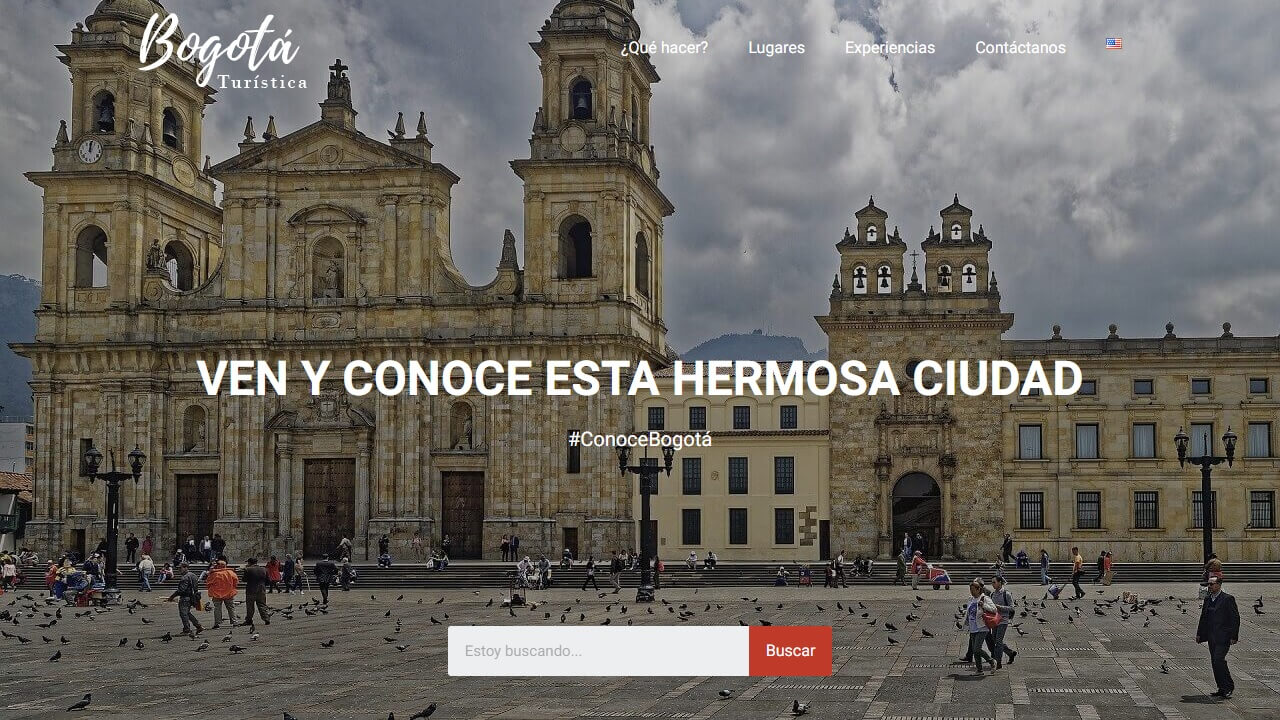 Bogotá
Turística
¿Qué hacer?
Lugares
Experiencias
Contáctanos
VEN Y CONOCE ESTA HERMOSA CIUDAD
#ConoceBogotá
Estoy buscando...
Buscar